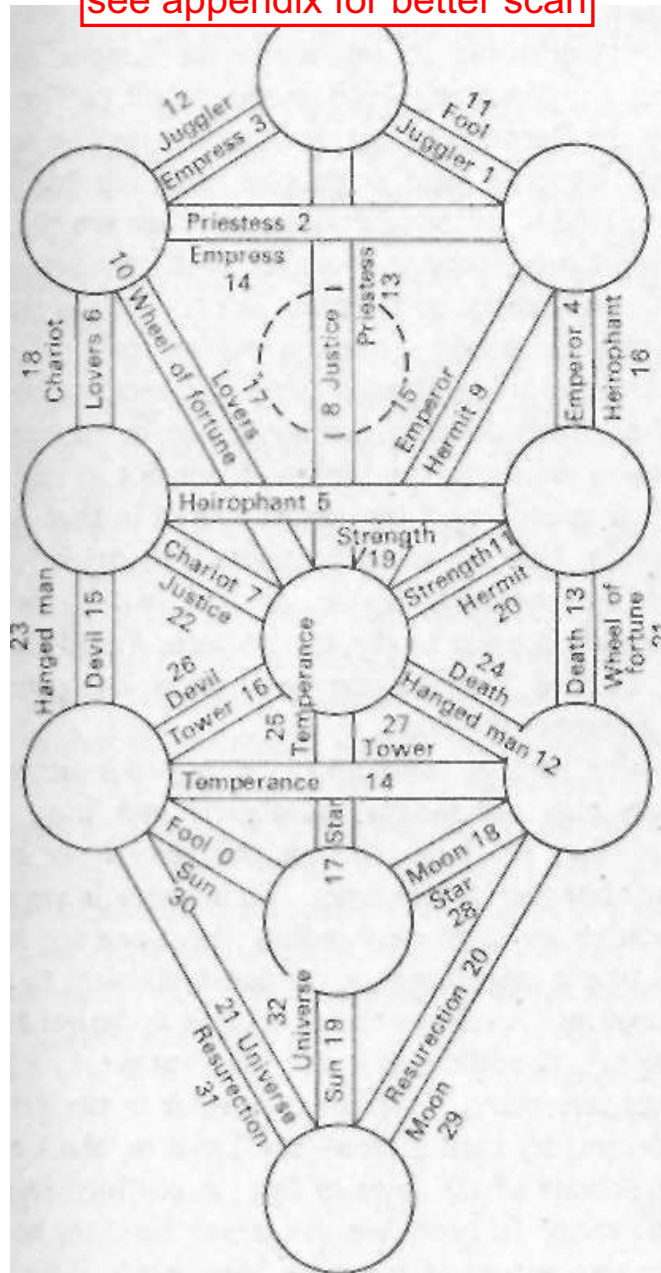 see appendix for better scan
12
Juggler
Empress 3
11
Fool
Juggler 1
Priestess 2
Empress
14
Priestess
13
18
Chariot
Lovers 6
10 Wheel of fortune
Lovers
17
8 Justice
15
Emperor
Hermit 9
Emperor 4
Heirophant
16
Heirophant 5
Strength
19
Chariot 7
Justice
22
Strength 11
Hermit
20
23
Hanged man
Devil 15
26
Devil
Tower 16
25
Temperance
24
Death
Hanged man 12
27
Tower
Death 13
Wheel of
fortune
21
Temperance 14
Fool 0
Sun
30
17 Star
Moon 18
Star
28
21 Universe
Resurection
31
32
Universe
Sun 19
Resurection 20
Moon
29